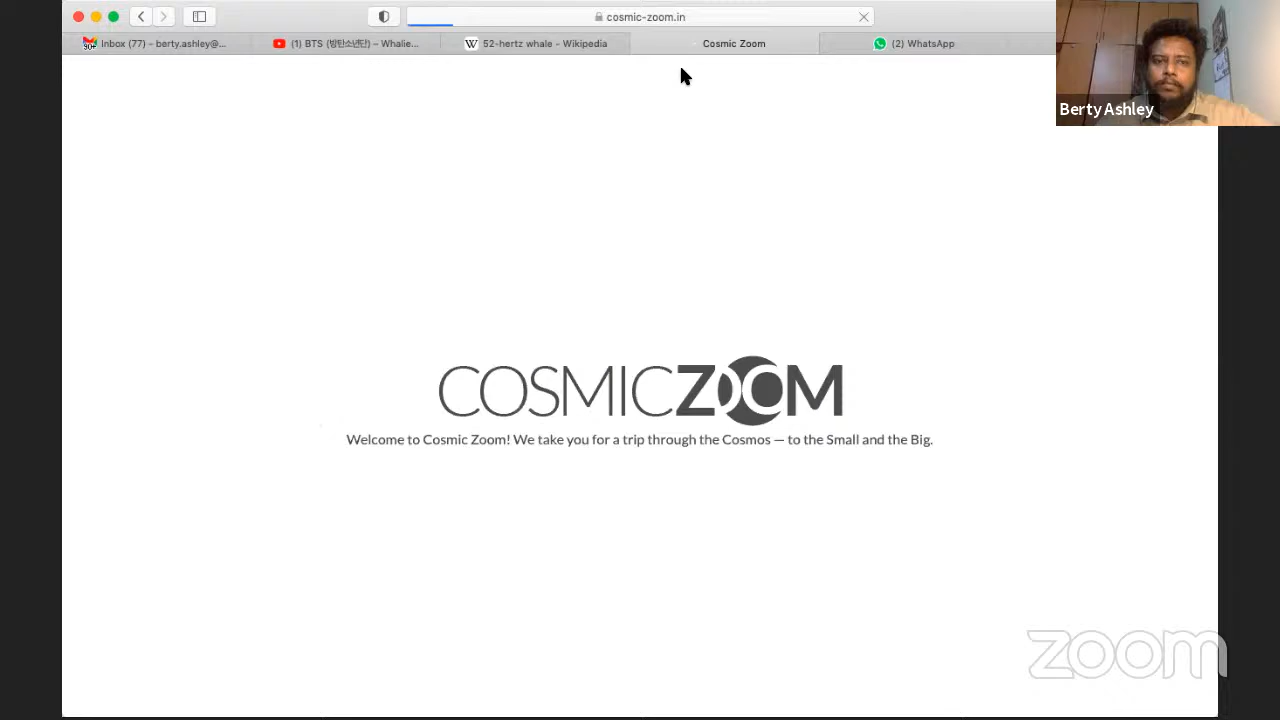 cosmic-zoom.in
Inbox (77) – berty.ashley@...
(1) BTS (방탄소년단) – Whalie...
52-hertz whale – Wikipedia
Cosmic Zoom
(2) WhatsApp
Berty Ashley
COSMICZOOM
Welcome to Cosmic Zoom! We take you for a trip through the Cosmos — to the Small and the Big.
zoom